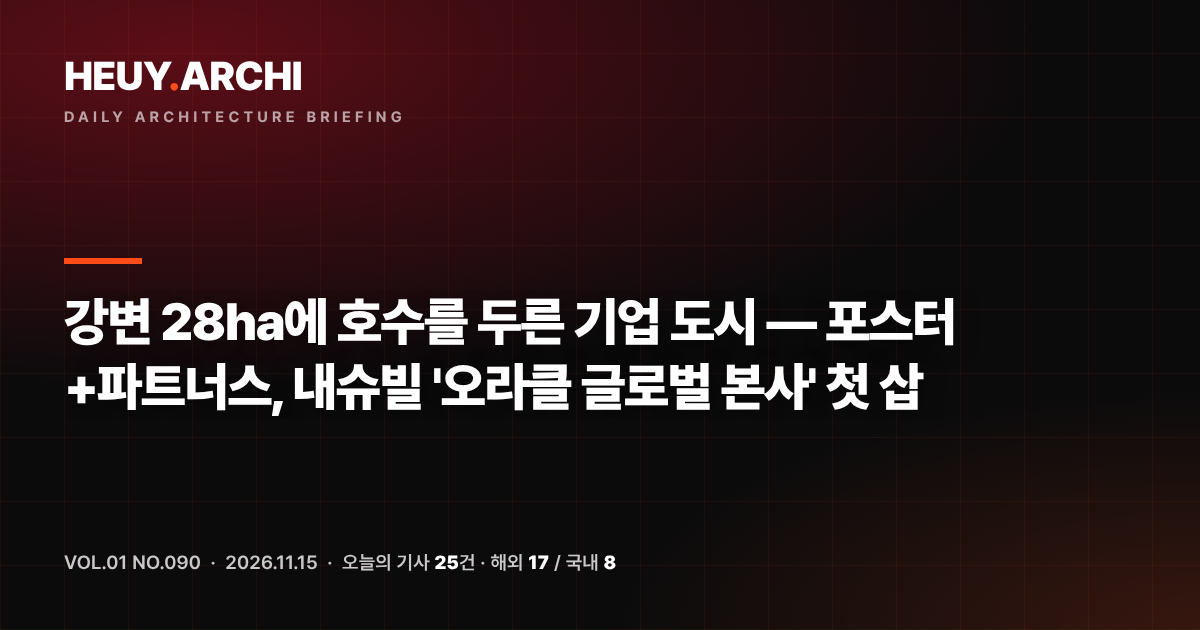 HEUY.ARCHI
DAILY ARCHITECTURE BRIEFING
강변 28ha에 호수를 두른 기업 도시 — 포스터
+파트너스, 내슈빌 '오라클 글로벌 본사' 첫 삽
VOL.01 NO.090 · 2026.11.15 · 오늘의 기사 25건 · 해외 17 / 국내 8